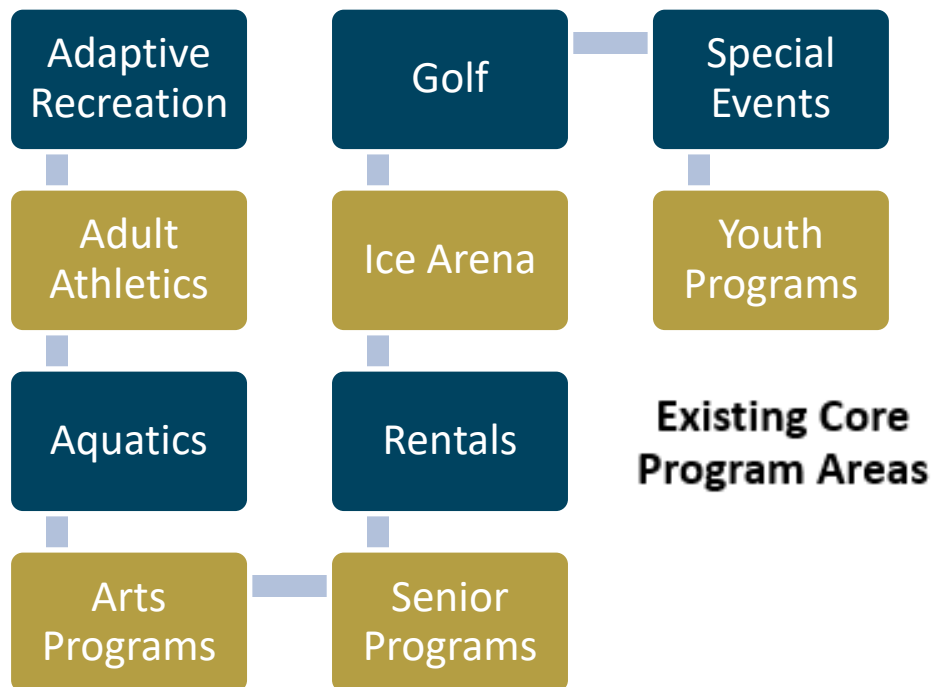 Adaptive
Recreation
Adult
Athletics
Aquatics
Arts
Programs
Golf
Ice Arena
Rentals
Senior
Programs
Special
Events
Youth
Programs
Existing Core
Program Areas